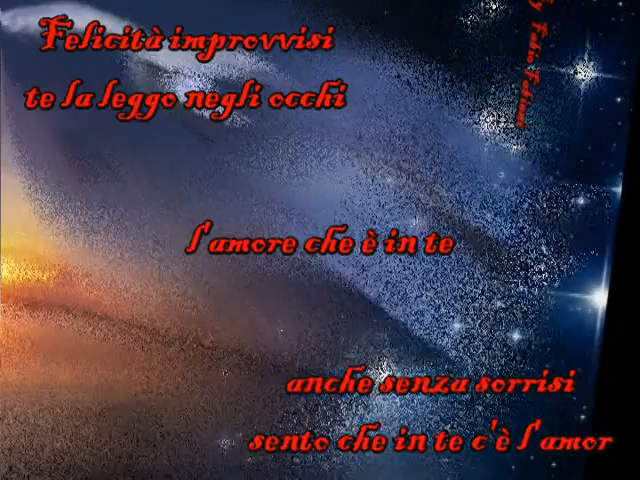 Felicità improvvisi
te la leggo negli occhi
l'amore che è in te
anche senza sorrisi
sento che in te c'è l'amor